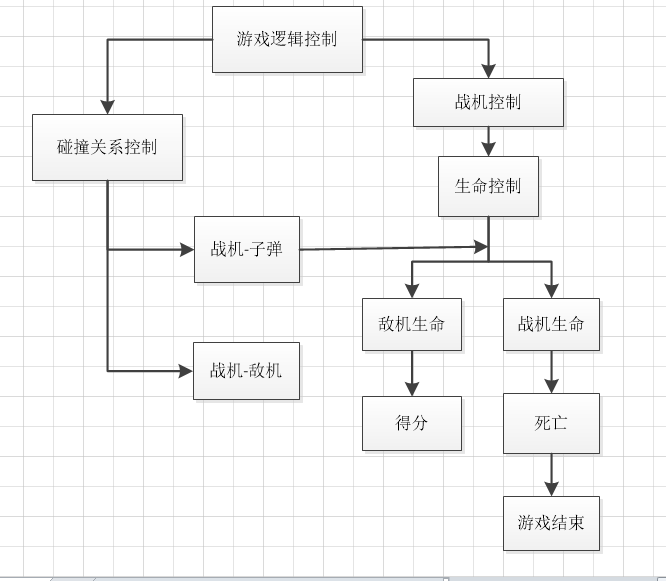 游戏逻辑控制
战机控制
碰撞关系控制
生命控制
战机-子弹
敌机生命
战机生命
战机-敌机
得分
死亡
游戏结束